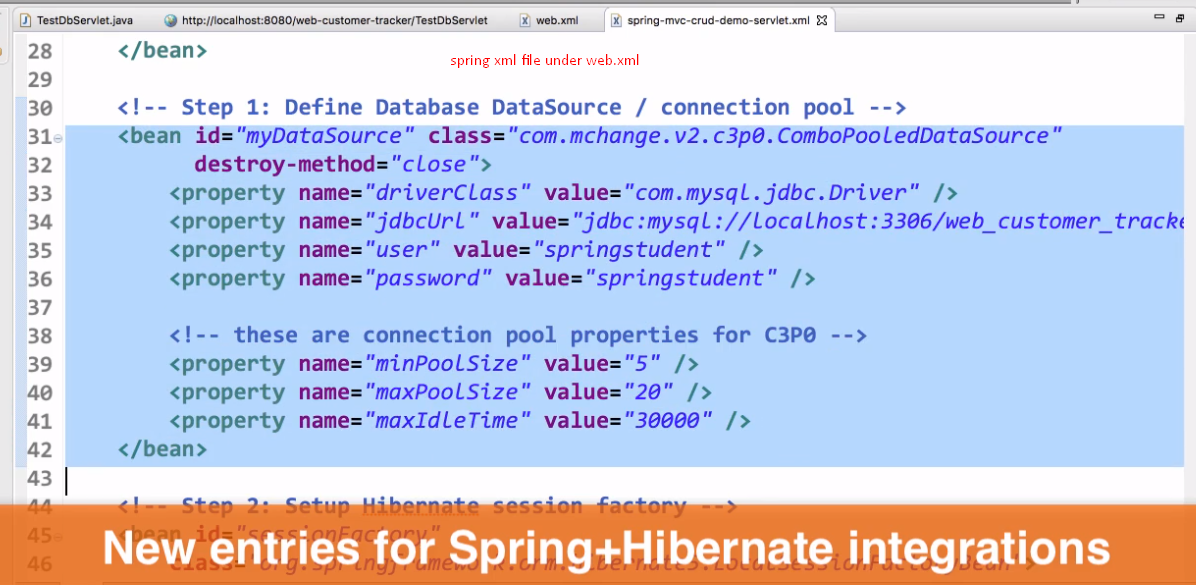 TestDbServlet.java http://localhost:8080/web-customer-tracker/TestDbServlet web.xml spring-mvc-crud-demo-servlet.xml
28 </bean>
spring xml file under web.xml
29
30 <!-- Step 1: Define Database DataSource / connection pool -->
31 <bean id="myDataSource" class="com.mchange.v2.c3p0.ComboPooledDataSource"
32 destroy-method="close">
33 <property name="driverClass" value="com.mysql.jdbc.Driver" />
34 <property name="jdbcUrl" value="jdbc:mysql://localhost:3306/web_customer_tracke
35 <property name="user" value="springstudent" />
36 <property name="password" value="springstudent" />
37
38 <!-- these are connection pool properties for C3P0 -->
39 <property name="minPoolSize" value="5" />
40 <property name="maxPoolSize" value="20" />
41 <property name="maxIdleTime" value="30000" />
42 </bean>
43
44 <!-- Step 2: Setup Hibernate session factory -->
45 <bean id="sessionFactory"
New entries for Spring+Hibernate integrations
46 class="org.springframework.orm.